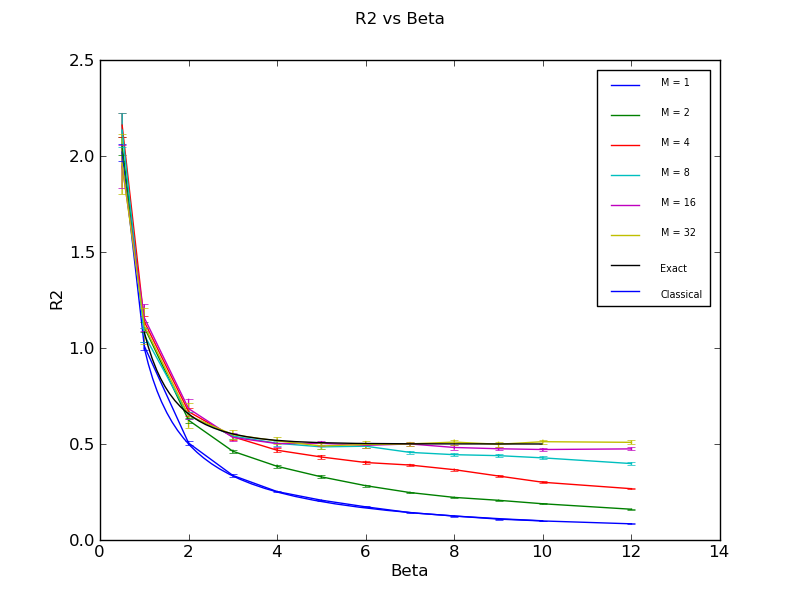 R2 vs Beta
2.5
2.0
1.5
1.0
0.5
0.0
R2
0 2 4 6 8 10 12 14
Beta
M = 1
M = 2
M = 4
M = 8
M = 16
M = 32
Exact
Classical